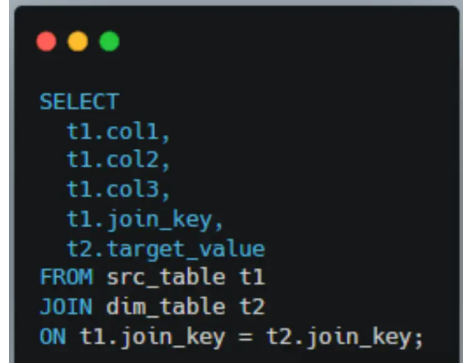 SELECT
  t1.col1,
  t1.col2,
  t1.col3,
  t1.join_key,
  t2.target_value
FROM src_table t1
JOIN dim_table t2
ON t1.join_key = t2.join_key;